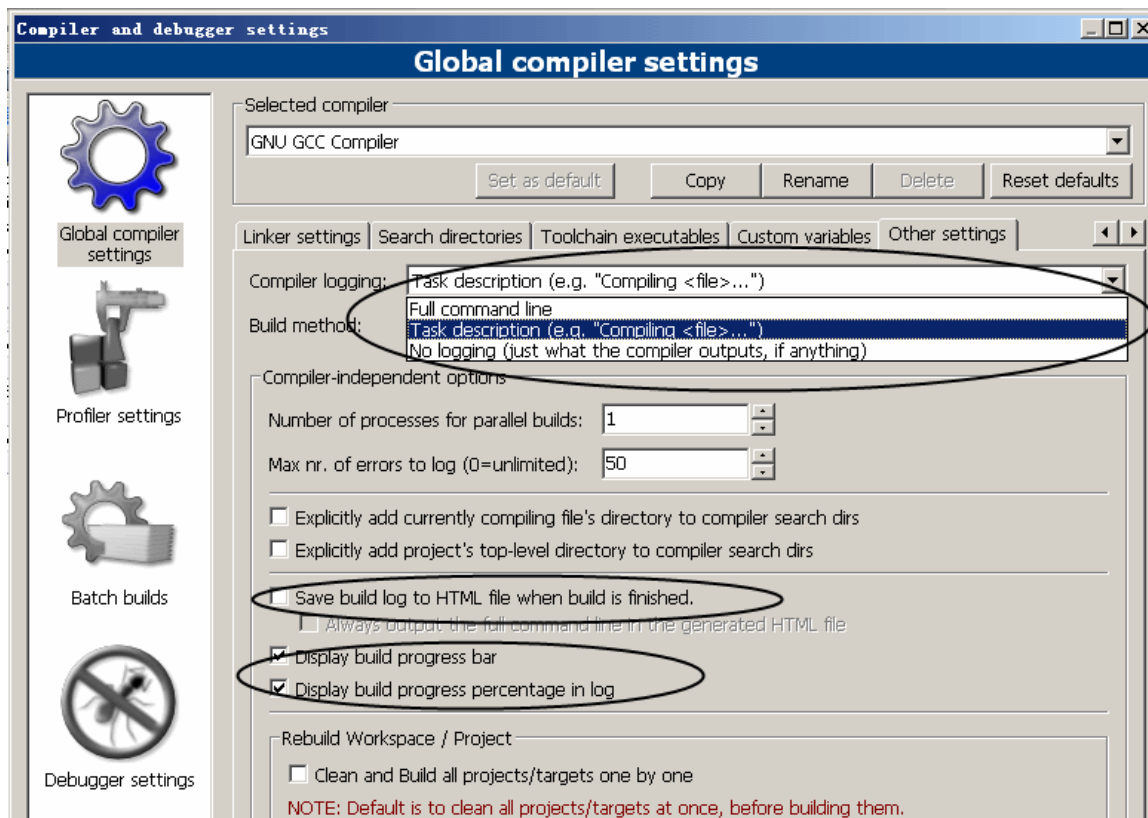 Compiler and debugger settings
Global compiler settings
Global compiler
settings
Profiler settings
Batch builds
Debugger settings
Selected compiler
GNU GCC Compiler
Set as default Copy Rename Delete Reset defaults
Linker settings Search directories Toolchain executables Custom variables Other settings
Compiler logging: Task description (e.g. "Compiling <file>...")
Full command line
Build method: Task description (e.g. "Compiling <file>...")
No logging (just what the compiler outputs, if anything)
Compiler-independent options
Number of processes for parallel builds: 1
Max nr. of errors to log (0=unlimited): 50
Explicitly add currently compiling file's directory to compiler search dirs
Explicitly add project's top-level directory to compiler search dirs
Save build log to HTML file when build is finished.
Always output the full command line in the generated HTML file
Display build progress bar
Display build progress percentage in log
Rebuild Workspace / Project
Clean and Build all projects/targets one by one
NOTE: Default is to clean all projects/targets at once, before building them.